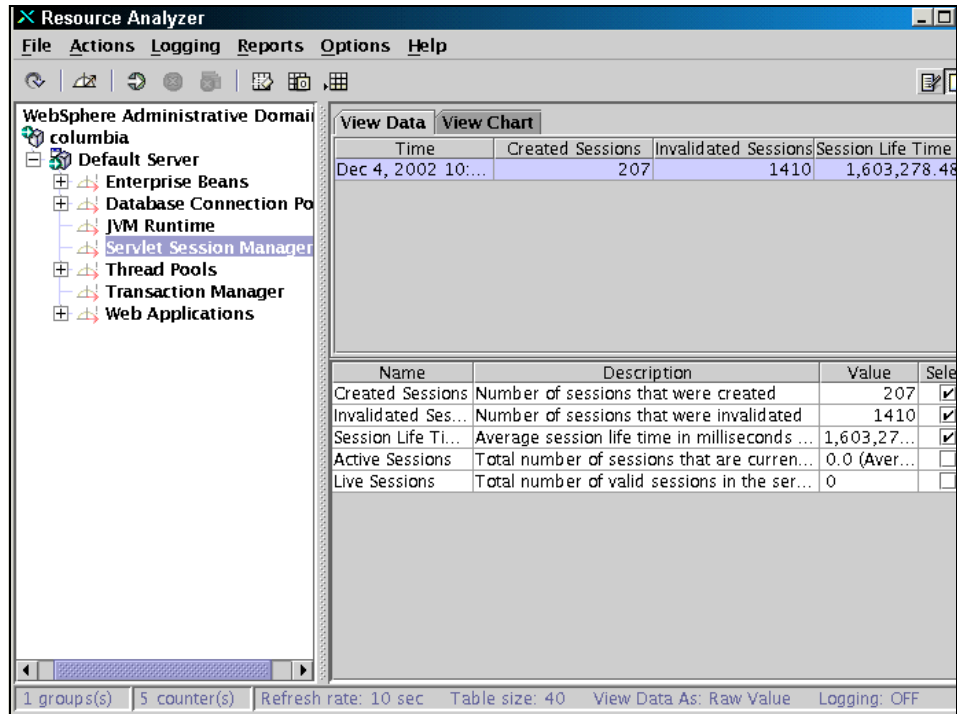 Resource Analyzer
File Actions Logging Reports Options Help
WebSphere Administrative Domai
columbia
Default Server
Enterprise Beans
Database Connection Po
JVM Runtime
Servlet Session Manager
Thread Pools
Transaction Manager
Web Applications
View Data View Chart
Time Created Sessions Invalidated Sessions Session Life Time
Dec 4, 2002 10:... 207 1410 1,603,278.48
Name Description Value Sele
Created Sessions Number of sessions that were created 207
Invalidated Ses... Number of sessions that were invalidated 1410
Session Life Ti... Average session life time in milliseconds ... 1,603,27...
Active Sessions Total number of sessions that are curren... 0.0 (Aver...
Live Sessions Total number of valid sessions in the ser... 0
1 groups(s) 5 counter(s) Refresh rate: 10 sec Table size: 40 View Data As: Raw Value Logging: OFF